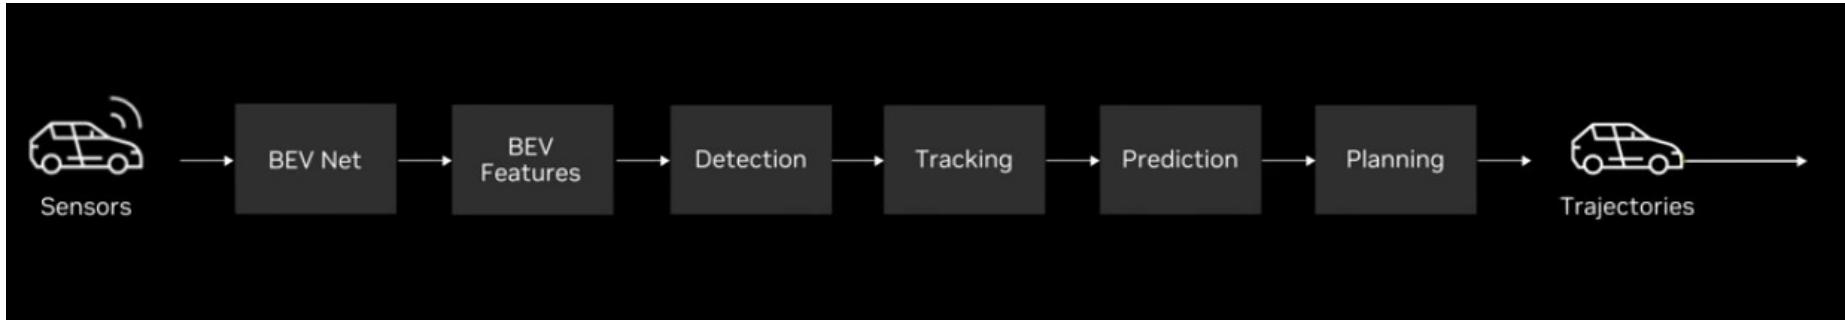 Sensors
BEV Net
BEV
Features
Detection
Tracking
Prediction
Planning
Trajectories